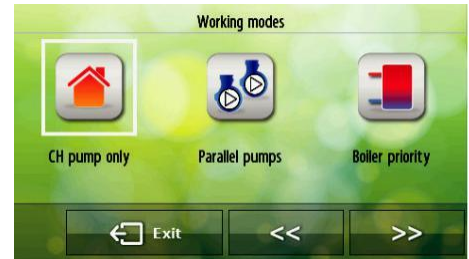 Working modes
CH pump only
Parallel pumps
Boiler priority
Exit
<<
>>